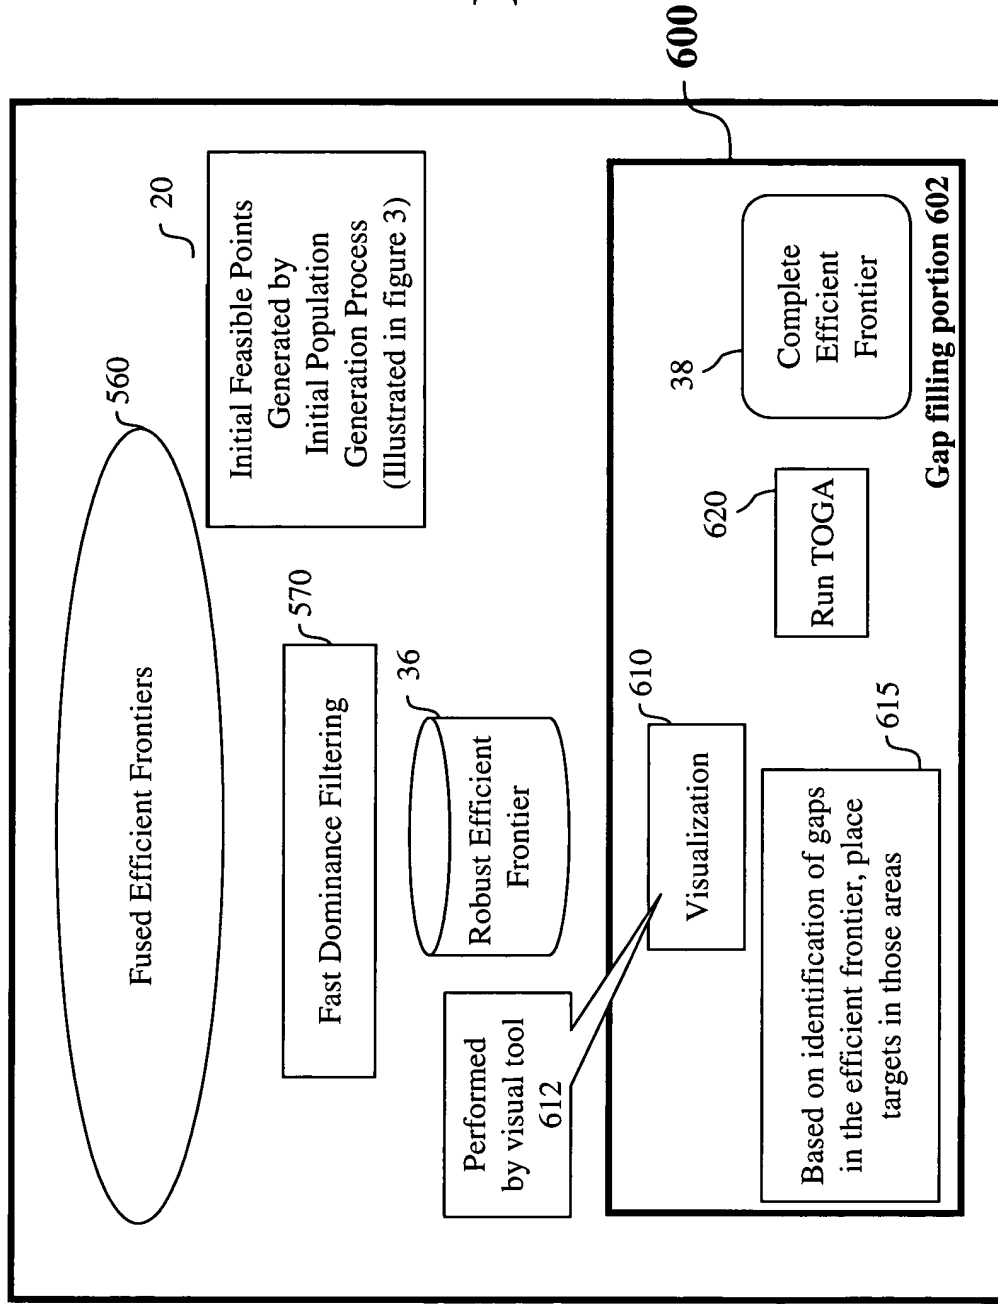 Fused Efficient Frontiers
560
20
Initial Feasible Points
Generated by
Initial Population
Generation Process
(Illustrated in figure 3)
Fast Dominance Filtering
570
Robust Efficient
Frontier
36
Performed
by visual tool
612
600
Visualization
610
Based on identification of gaps
in the efficient frontier, place
targets in those areas
615
Run TOGA
620
Complete
Efficient
Frontier
38
Gap filling portion 602